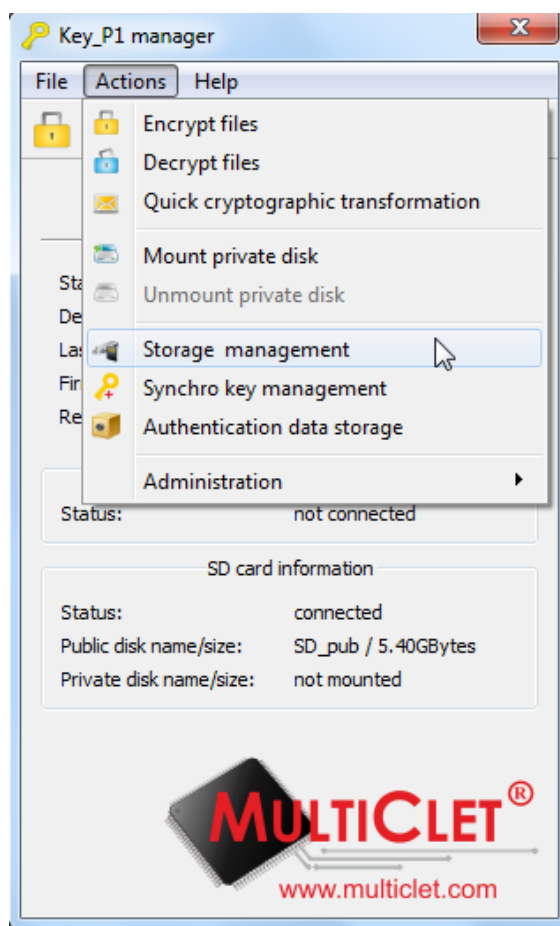 Key_P1 manager
File Actions Help
Encrypt files
Decrypt files
Quick cryptographic transformation
Mount private disk
Unmount private disk
Storage management
Synchro key management
Authentication data storage
Administration
Status: not connected
SD card information
Status: connected
Public disk name/size: SD_pub / 5.40GBytes
Private disk name/size: not mounted
MULTICLET®
www.multiclet.com